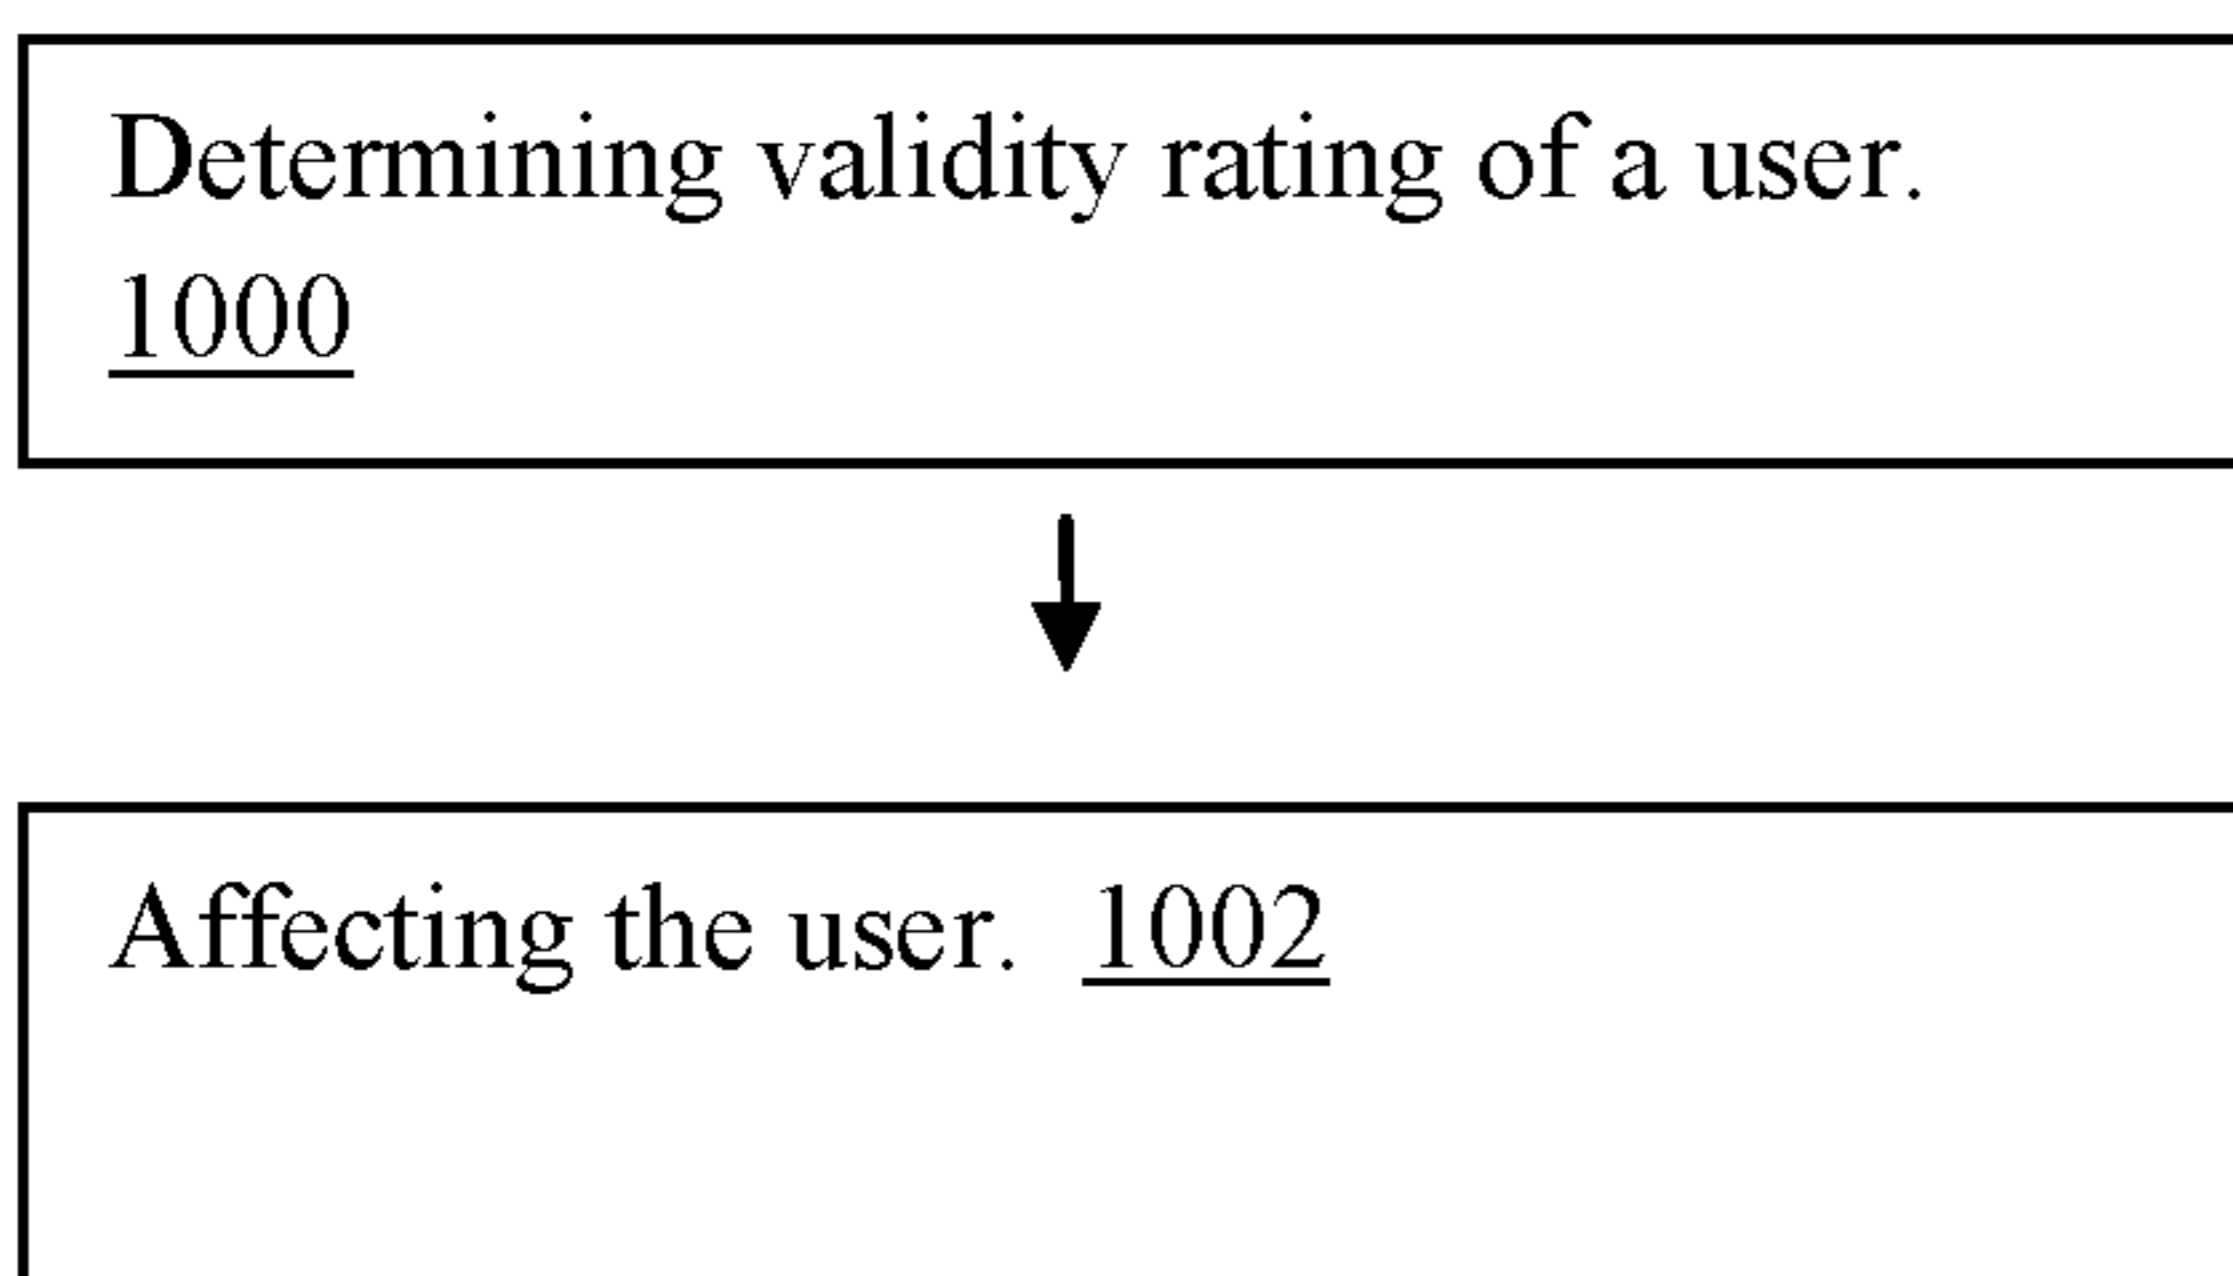 Determining validity rating of a user.
1000
Affecting the user. 1002